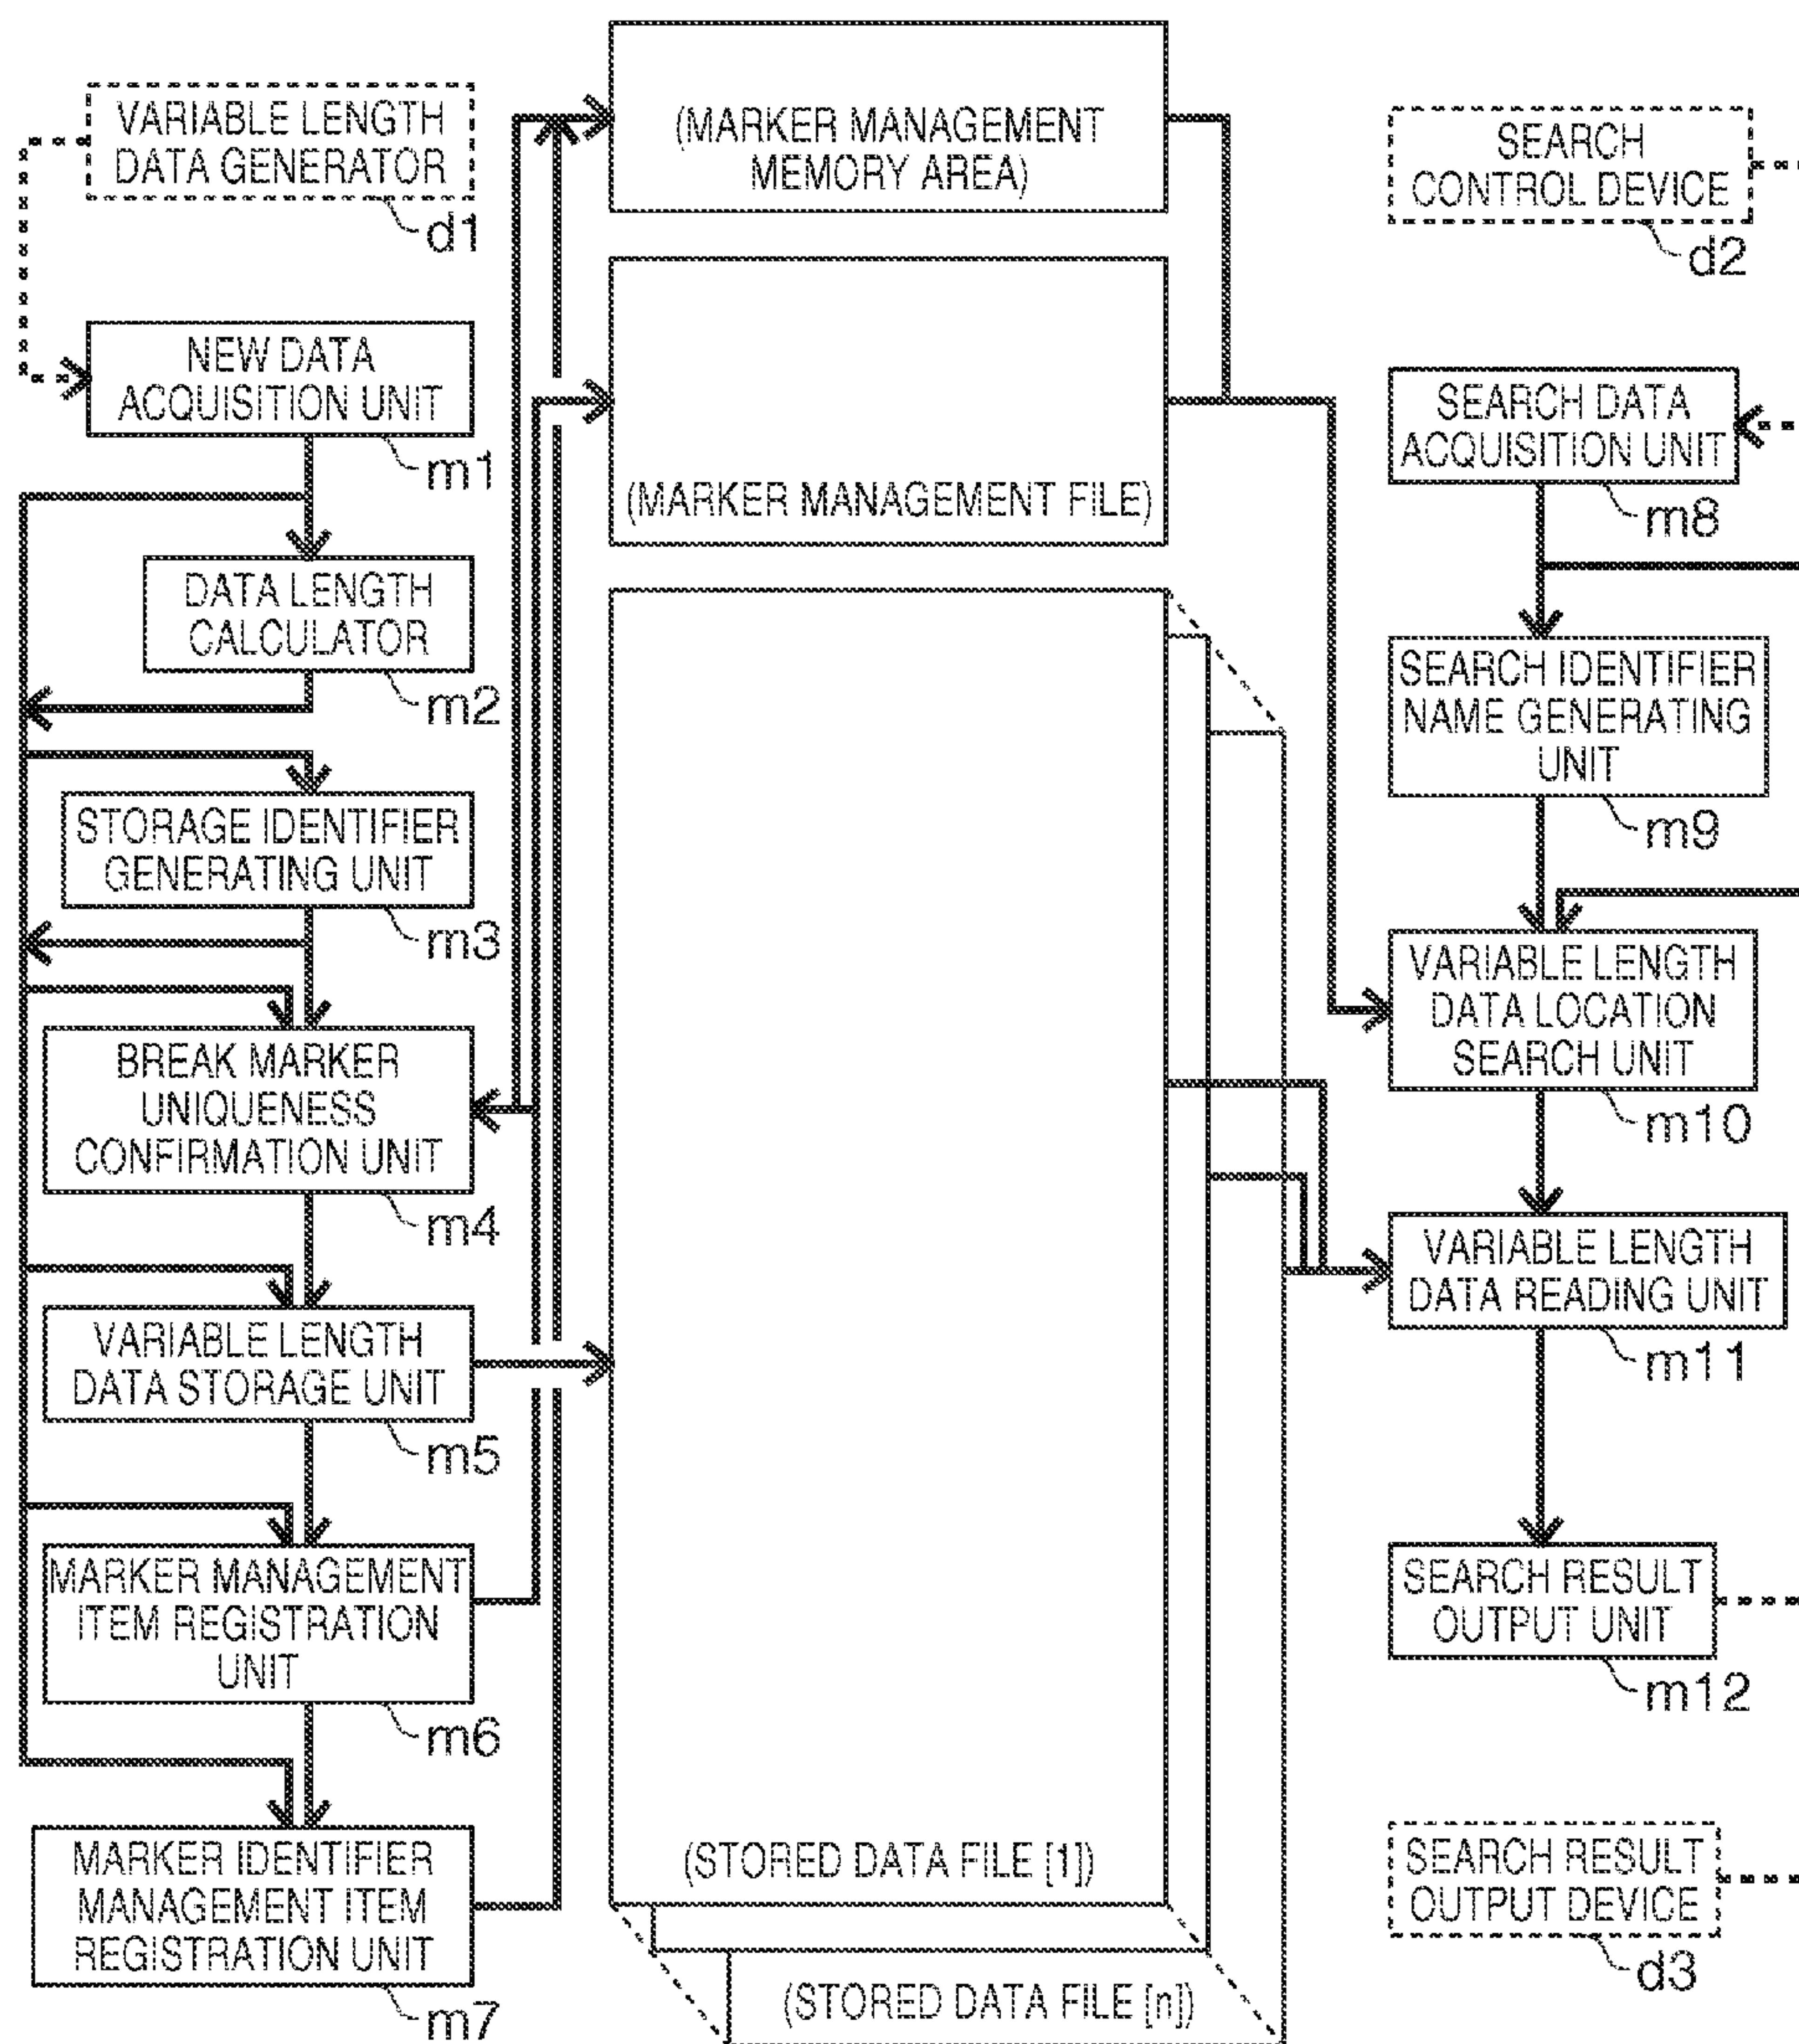 VARIABLE LENGTH
DATA GENERATOR
d1
NEW DATA
ACQUISITION UNIT
m1
DATA LENGTH
CALCULATOR
m2
STORAGE IDENTIFIER
GENERATING UNIT
m3
BREAK MARKER
UNIQUENESS
CONFIRMATION UNIT
m4
VARIABLE LENGTH
DATA STORAGE UNIT
m5
MARKER MANAGEMENT
ITEM REGISTRATION
UNIT
m6
MARKER IDENTIFIER
MANAGEMENT ITEM
REGISTRATION UNIT
m7
(MARKER MANAGEMENT
MEMORY AREA)
(MARKER MANAGEMENT FILE)
(STORED DATA FILE [1])
(STORED DATA FILE [n])
SEARCH
CONTROL DEVICE
d2
SEARCH DATA
ACQUISITION UNIT
m8
SEARCH IDENTIFIER
NAME GENERATING
UNIT
m9
VARIABLE LENGTH
DATA LOCATION
SEARCH UNIT
m10
VARIABLE LENGTH
DATA READING UNIT
m11
SEARCH RESULT
OUTPUT UNIT
m12
SEARCH RESULT
OUTPUT DEVICE
d3